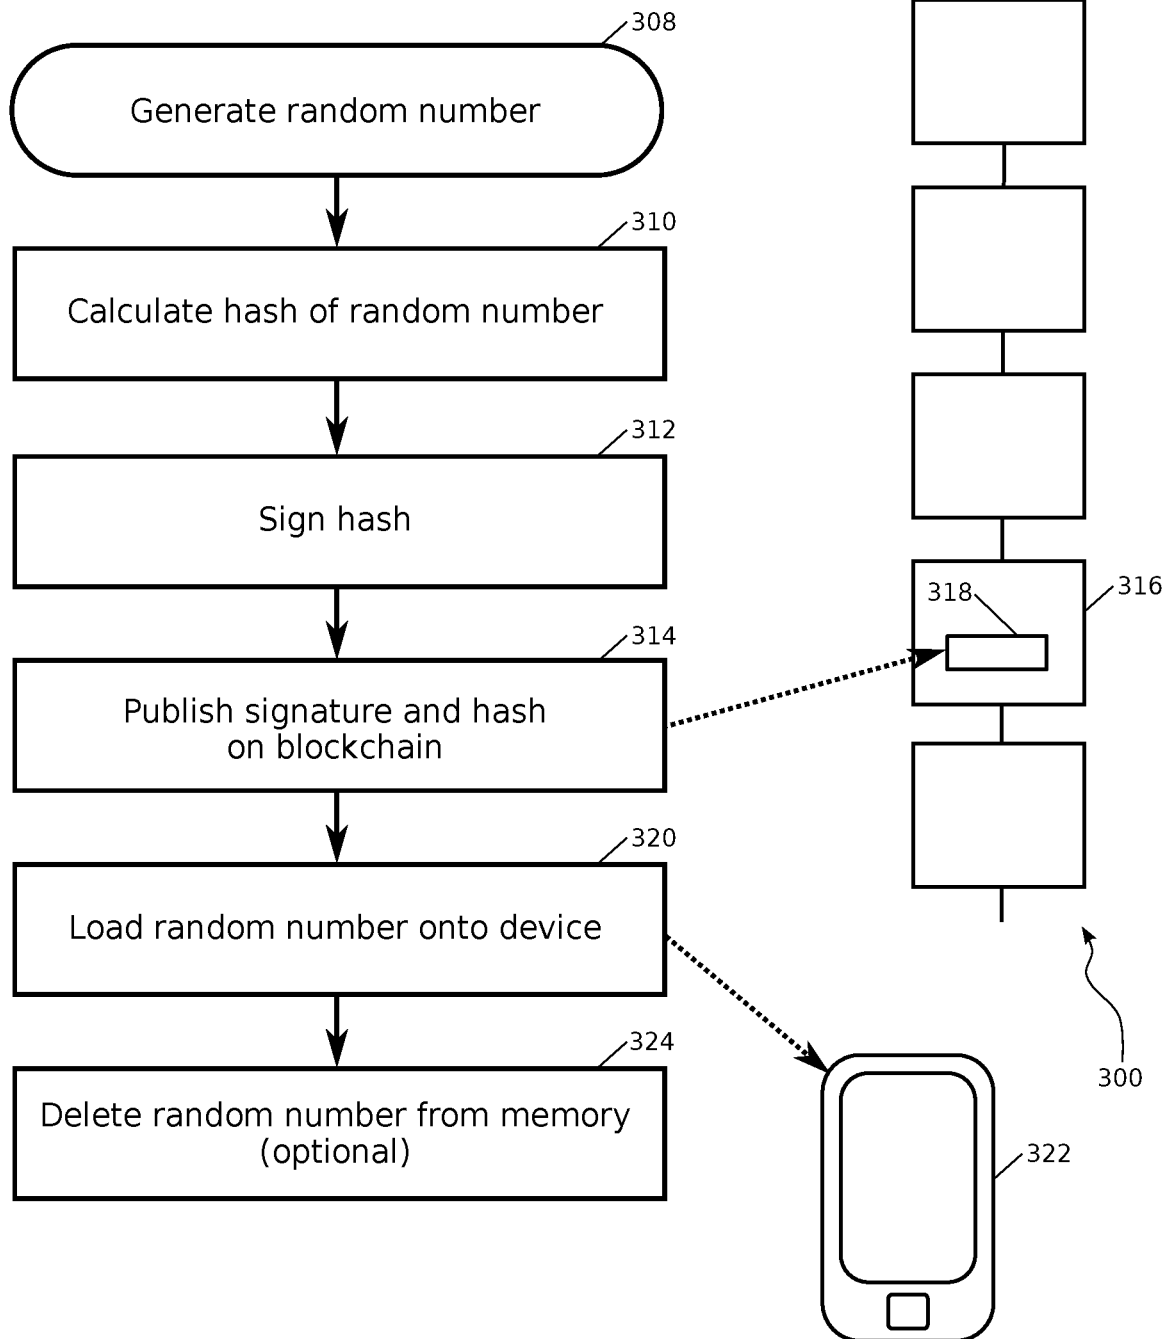 308
Generate random number
310
Calculate hash of random number
312
Sign hash
318
316
314
Publish signature and hash
on blockchain
320
Load random number onto device
324
300
Delete random number from memory
(optional)
322